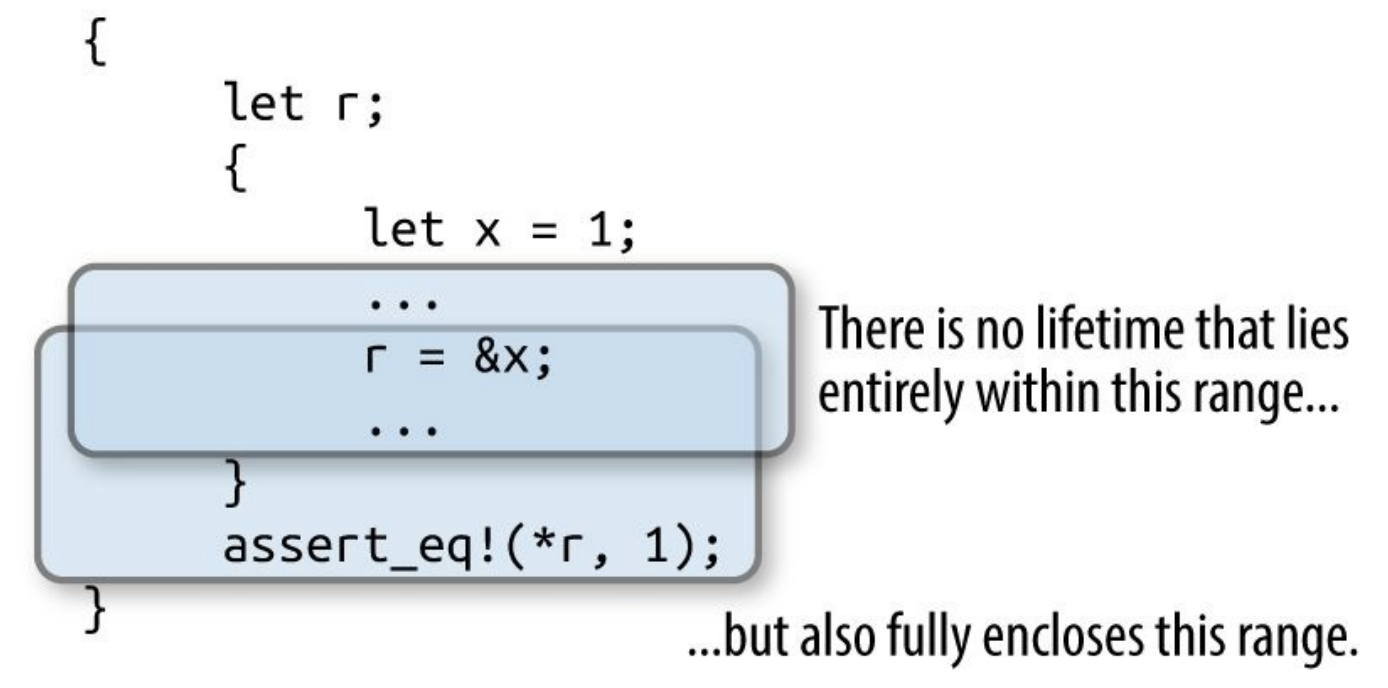 {
let r;
{
let x = 1;
...
r = &x;
...
}
assert_eq!(*r, 1);
}
There is no lifetime that lies
entirely within this range...
...but also fully encloses this range.